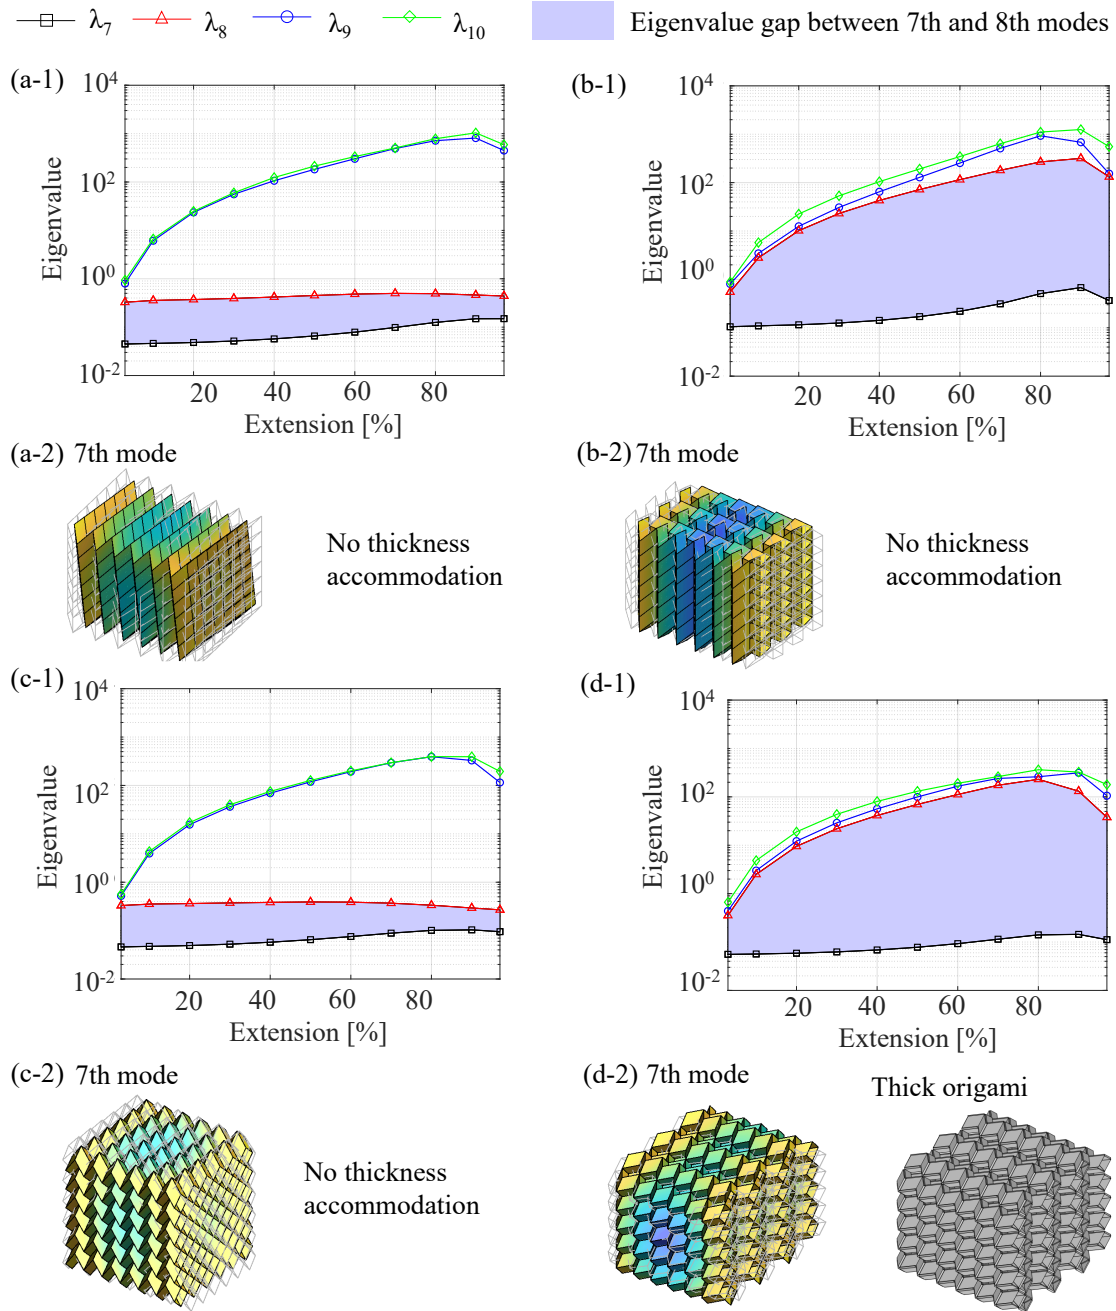 λ7 λ8 λ9 λ10 Eigenvalue gap between 7th and 8th modes
(a-1)
10^4
10^2
10^0
10^-2
Eigenvalue
20 40 60 80
Extension [%]
(b-1)
10^4
10^2
10^0
10^-2
Eigenvalue
20 40 60 80
Extension [%]
(a-2) 7th mode
No thickness
accommodation
(b-2) 7th mode
No thickness
accommodation
(c-1)
10^4
10^2
10^0
10^-2
Eigenvalue
20 40 60 80
Extension [%]
(d-1)
10^4
10^2
10^0
10^-2
Eigenvalue
20 40 60 80
Extension [%]
(c-2) 7th mode
No thickness
accommodation
(d-2) 7th mode
Thick origami